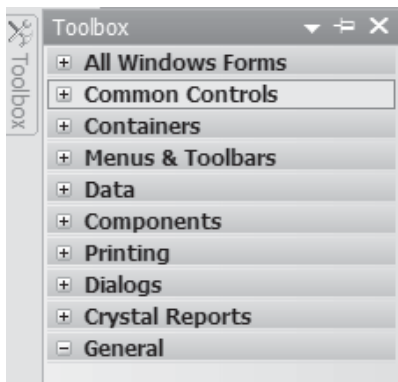 Toolbox
Toolbox
All Windows Forms
Common Controls
Containers
Menus & Toolbars
Data
Components
Printing
Dialogs
Crystal Reports
General